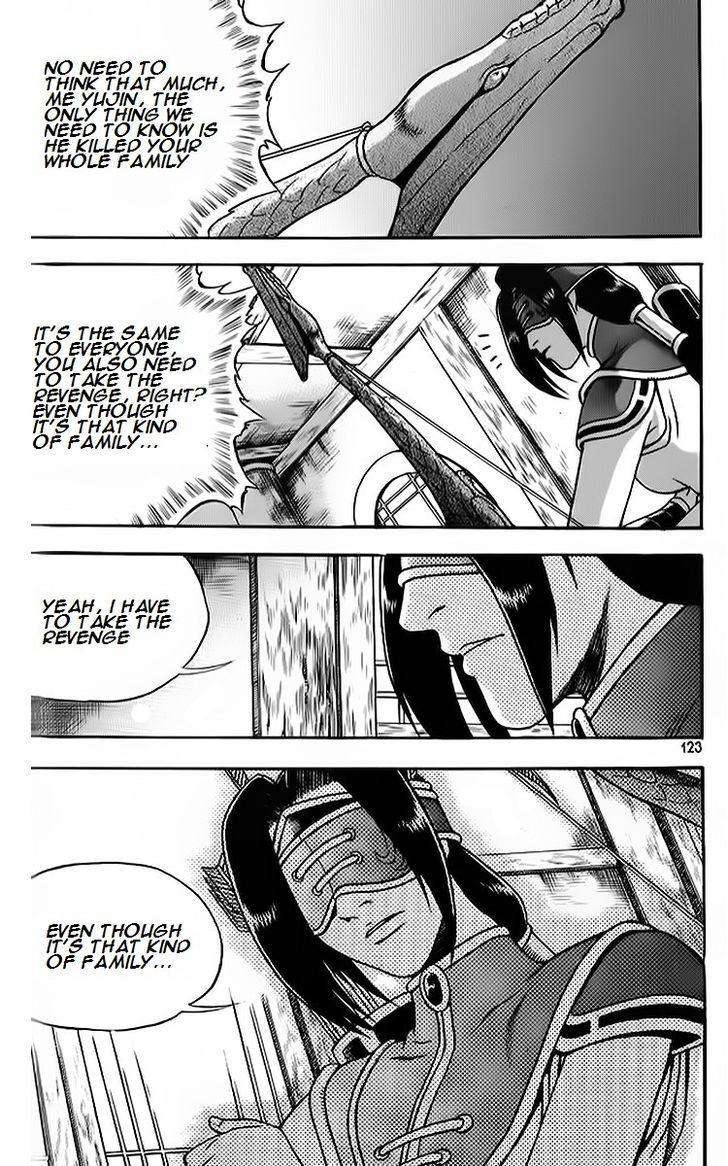 NO NEED TO
THINK THAT MUCH,
ME YUJIN, THE
ONLY THING WE
NEED TO KNOW IS
HE KILLED YOUR
WHOLE FAMILY
IT'S THE SAME
TO EVERYONE.
YOU ALSO NEED
TO TAKE THE
REVENGE, RIGHT?
EVEN THOUGH
IT'S THAT KIND
OF FAMILY...
YEAH, I HAVE
TO TAKE THE
REVENGE
123
EVEN THOUGH
IT'S THAT KIND
OF FAMILY...